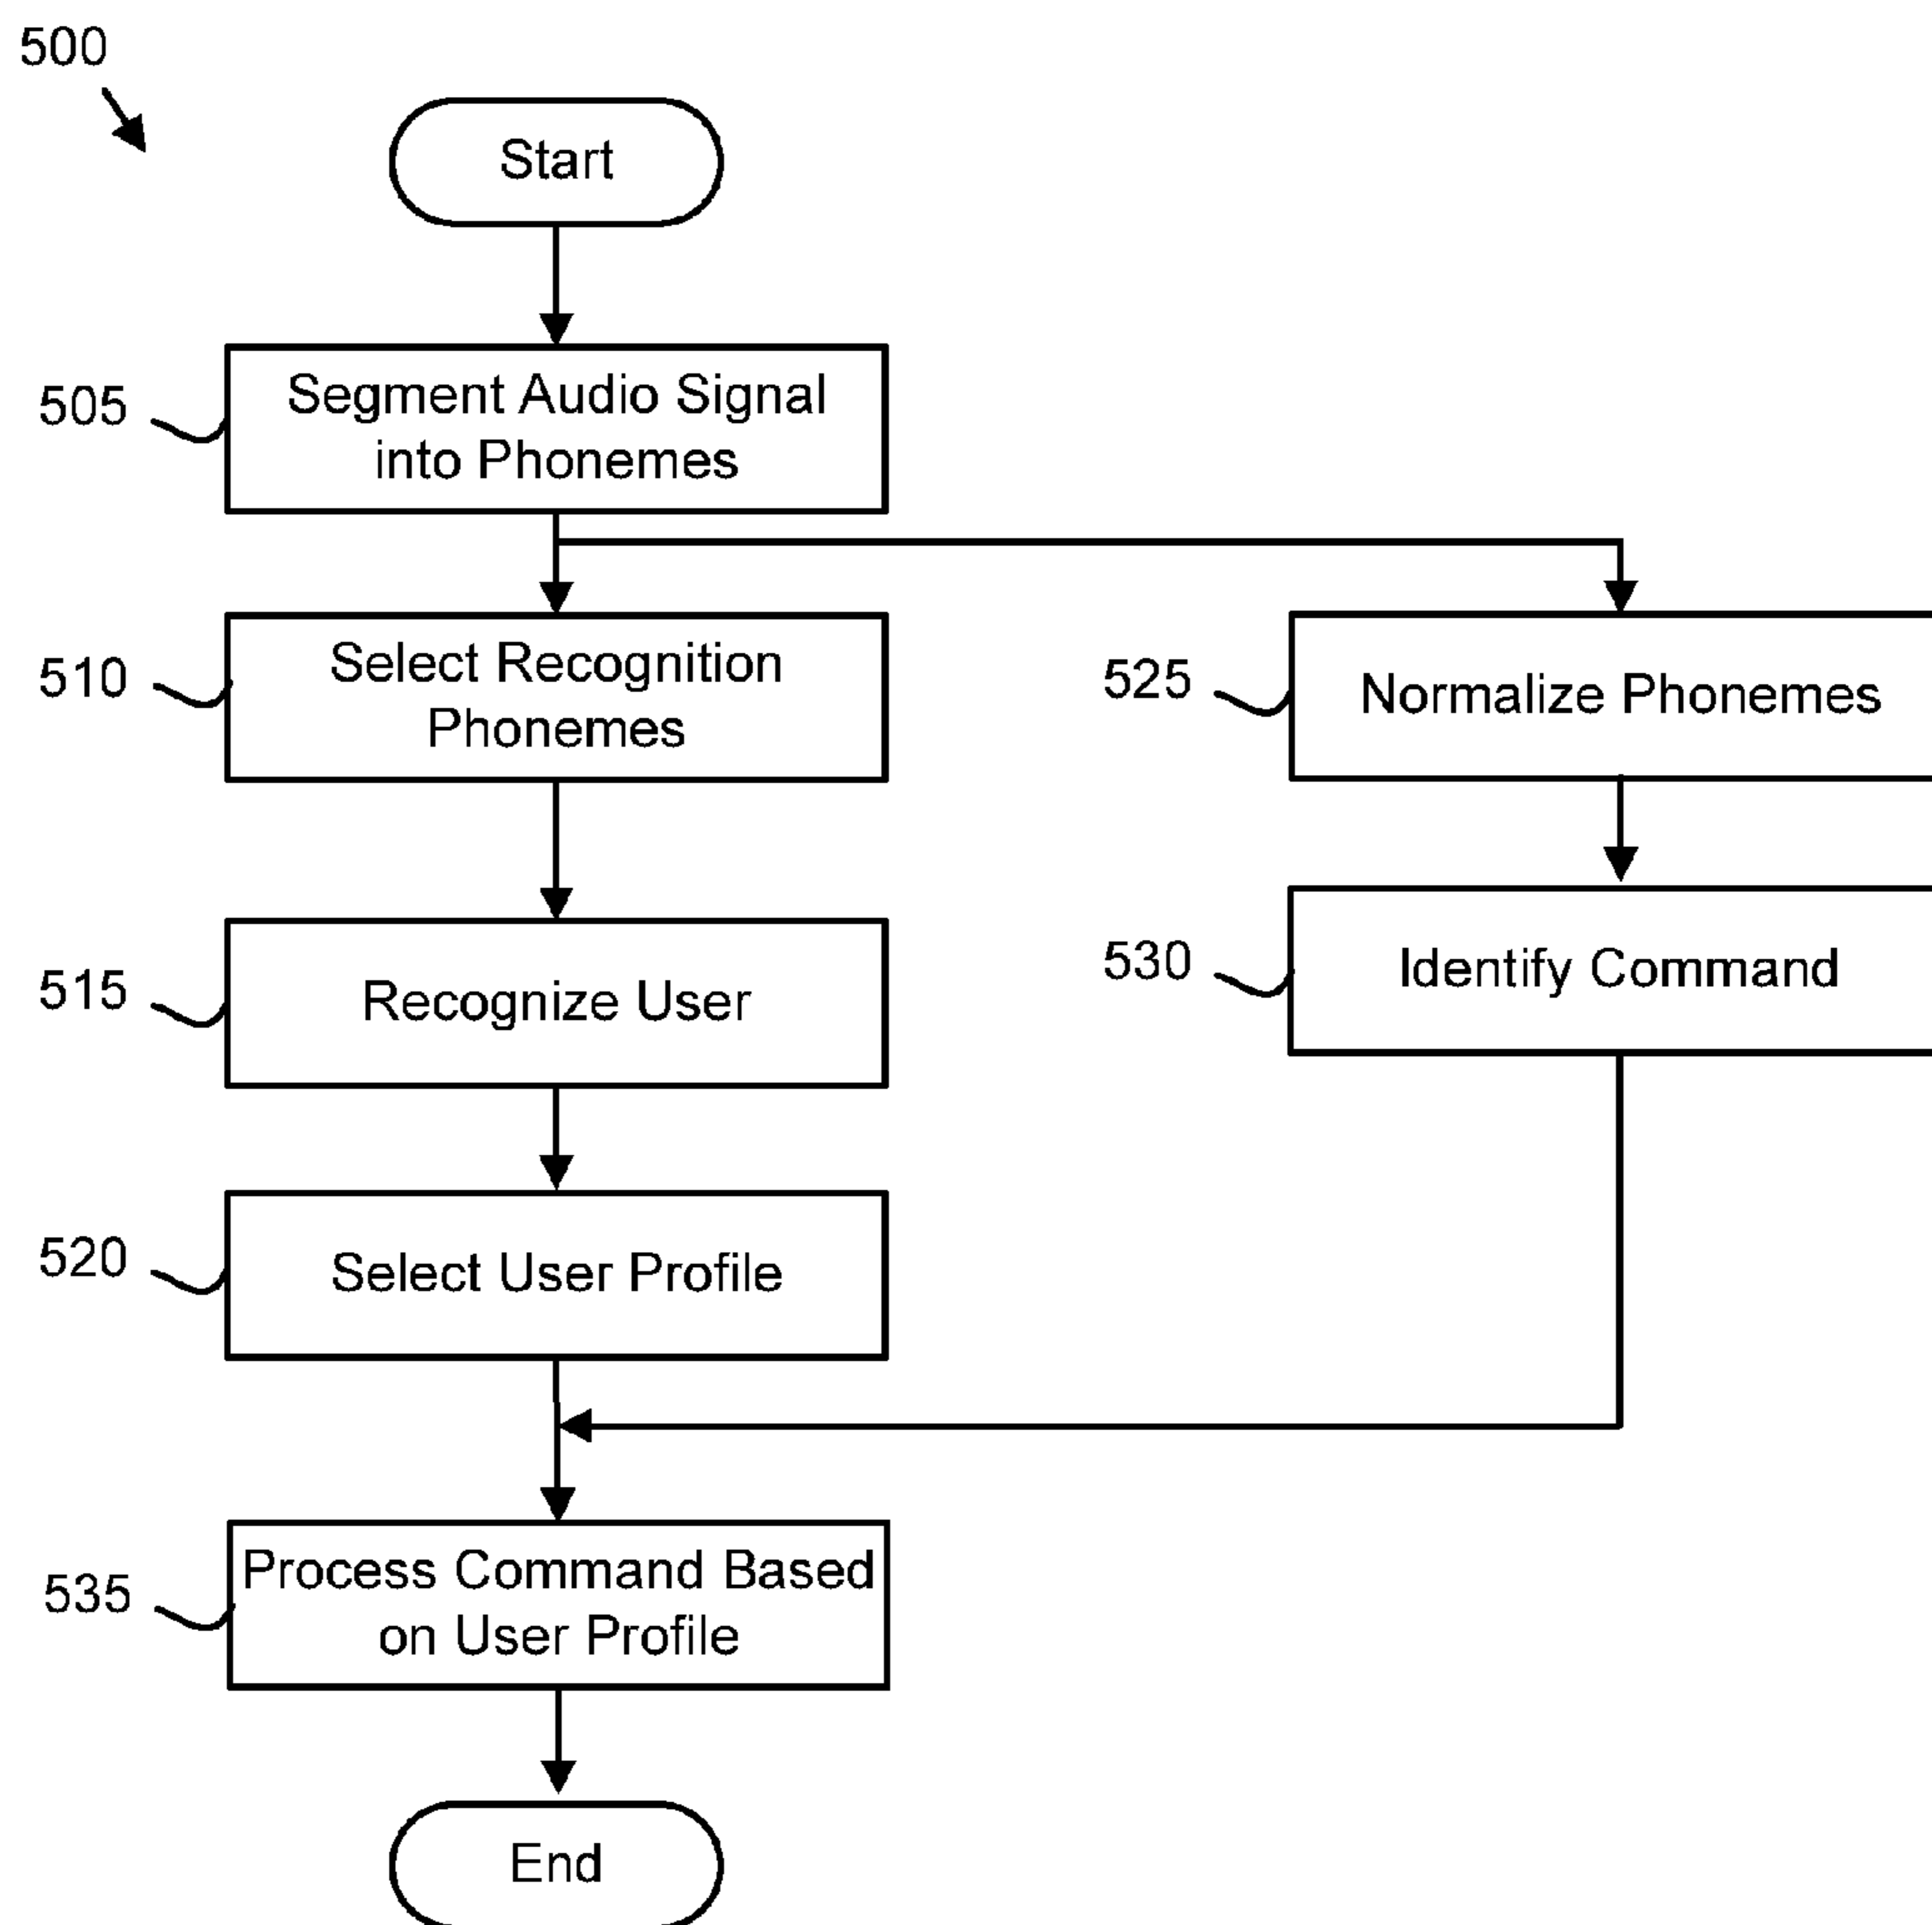 500
Start
505
Segment Audio Signal
into Phonemes
510
Select Recognition
Phonemes
525
Normalize Phonemes
515
Recognize User
530
Identify Command
520
Select User Profile
535
Process Command Based
on User Profile
End